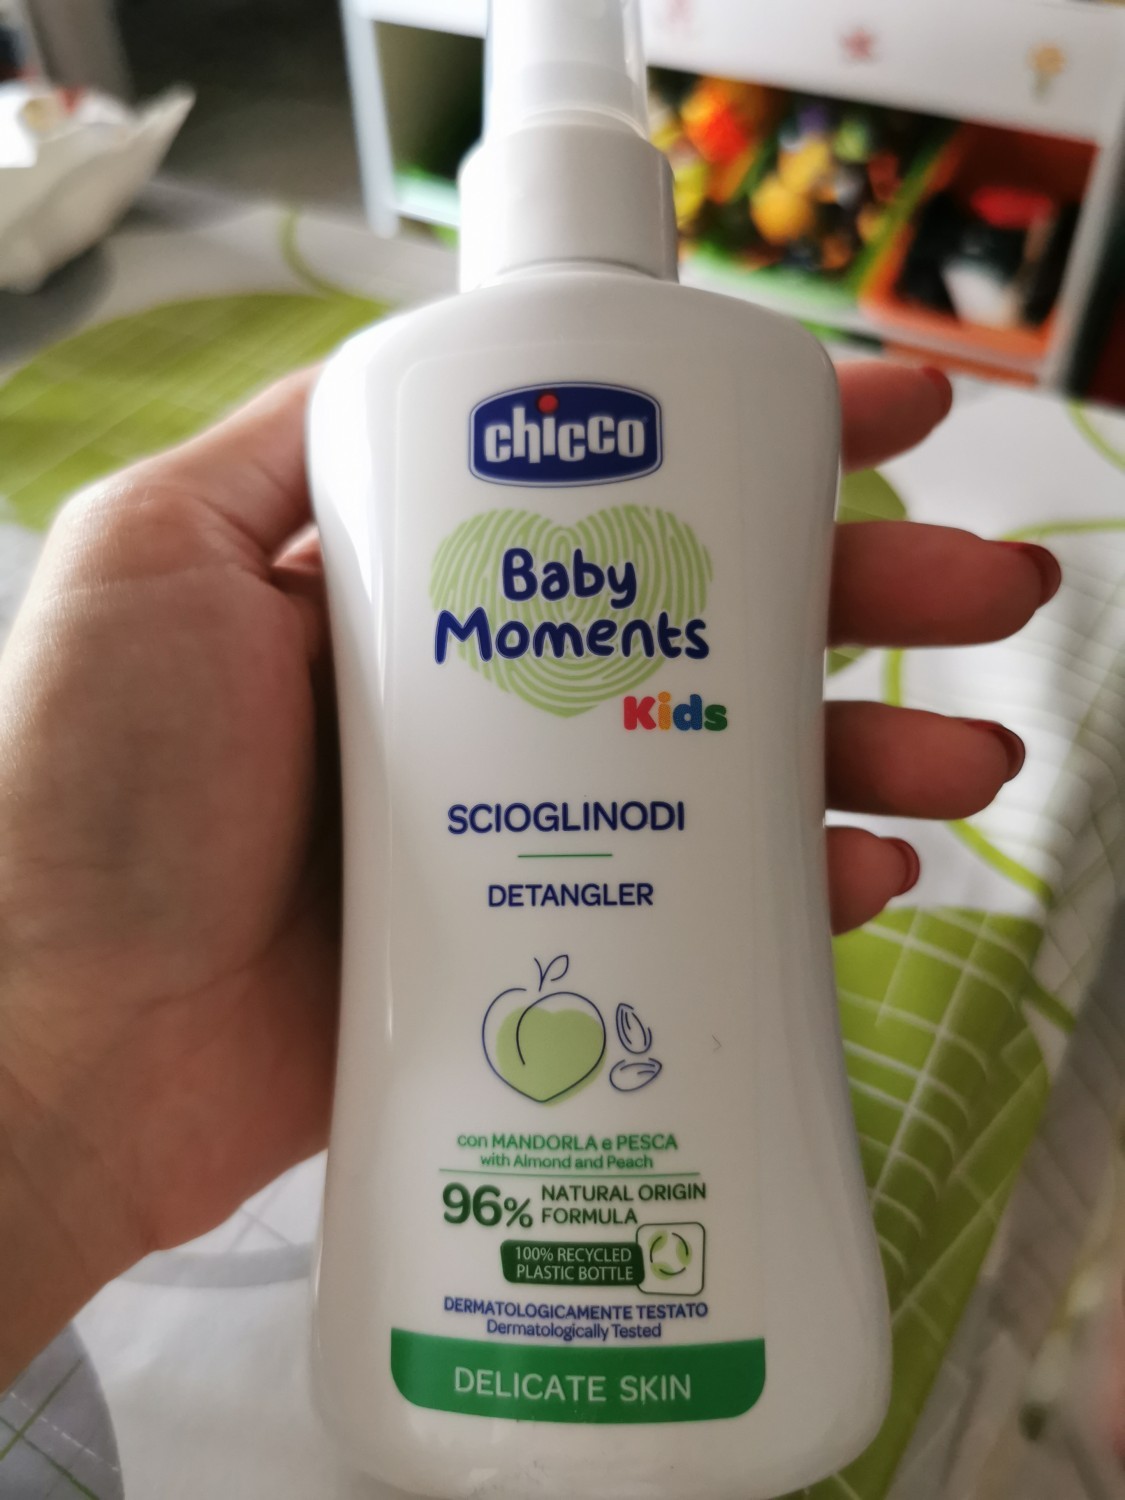 chicco
Baby
Moments
Kids
SCIOGLINODI
DETANGLER
con MANDORLA e PESCA
with Almond and Peach
96% NATURAL ORIGIN
FORMULA
100% RECYCLED
PLASTIC BOTTLE
DERMATOLOGICAMENTE TESTATO
Dermatologically Tested
DELICATE SKIN